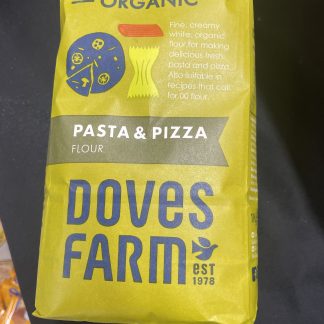 ORGANIC
Fine, creamy
white, organic
flour for making
delicious fresh
pasta and pizza.
Also suitable in
recipes that call
for 00 flour.
PASTA & PIZZA
FLOUR
DOVES
FARM
EST
1978